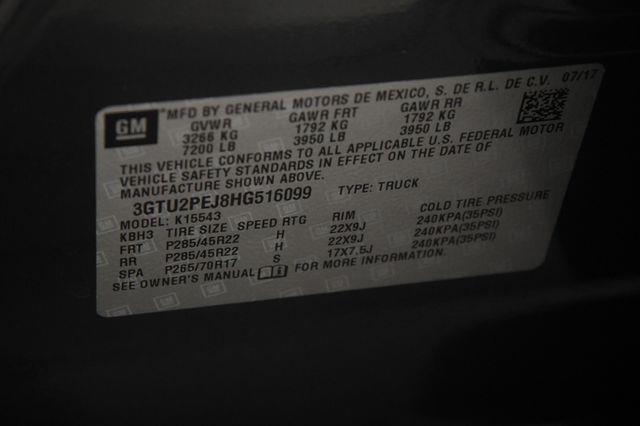 GM
*MFD BY GENERAL MOTORS DE MEXICO, S. DE R.L. DE C.V. 07/17
GVWR GAWR FRT GAWR RR
3266 KG 1792 KG 1792 KG
7200 LB 3950 LB 3950 LB
THIS VEHICLE CONFORMS TO ALL APPLICABLE U.S. FEDERAL MOTOR
VEHICLE SAFETY STANDARDS IN EFFECT ON THE DATE OF
MANUFACTURE SHOWN ABOVE.
3GTU2PEJ8HG516099 TYPE: TRUCK
MODEL: K15543
KBH3 TIRE SIZE SPEED RTG RIM COLD TIRE PRESSURE
FRT P285/45R22 H 22X9J 240KPA(35PSI)
RR P285/45R22 H 22X9J 240KPA(35PSI)
SPA P265/70R17 S 17X7.5J 240KPA(35PSI)
SEE OWNER'S MANUAL FOR MORE INFORMATION.